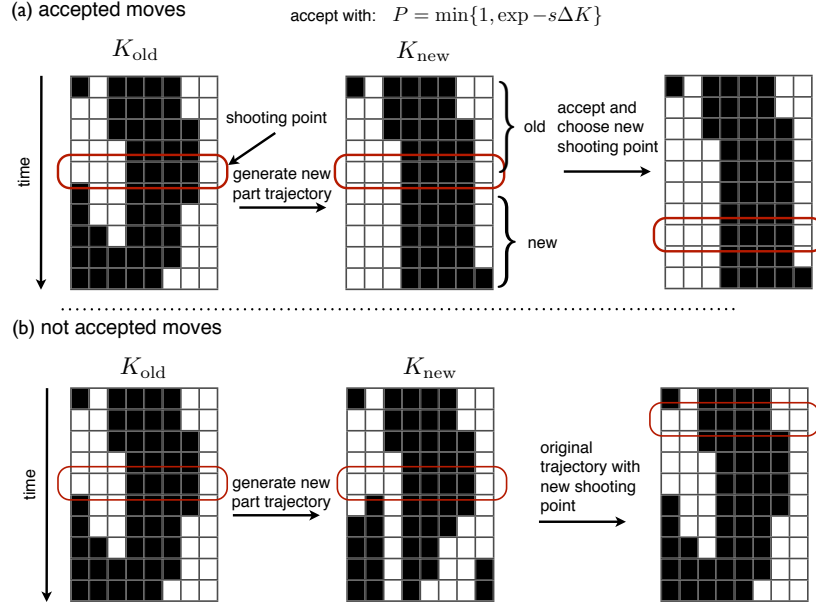 (a) accepted moves
accept with: P = min{1, exp −sΔK}
K_old
K_new
shooting point
old
accept and
choose new
shooting point
time
generate new
part trajectory
new
(b) not accepted moves
K_old
K_new
time
generate new
part trajectory
original
trajectory with
new shooting
point